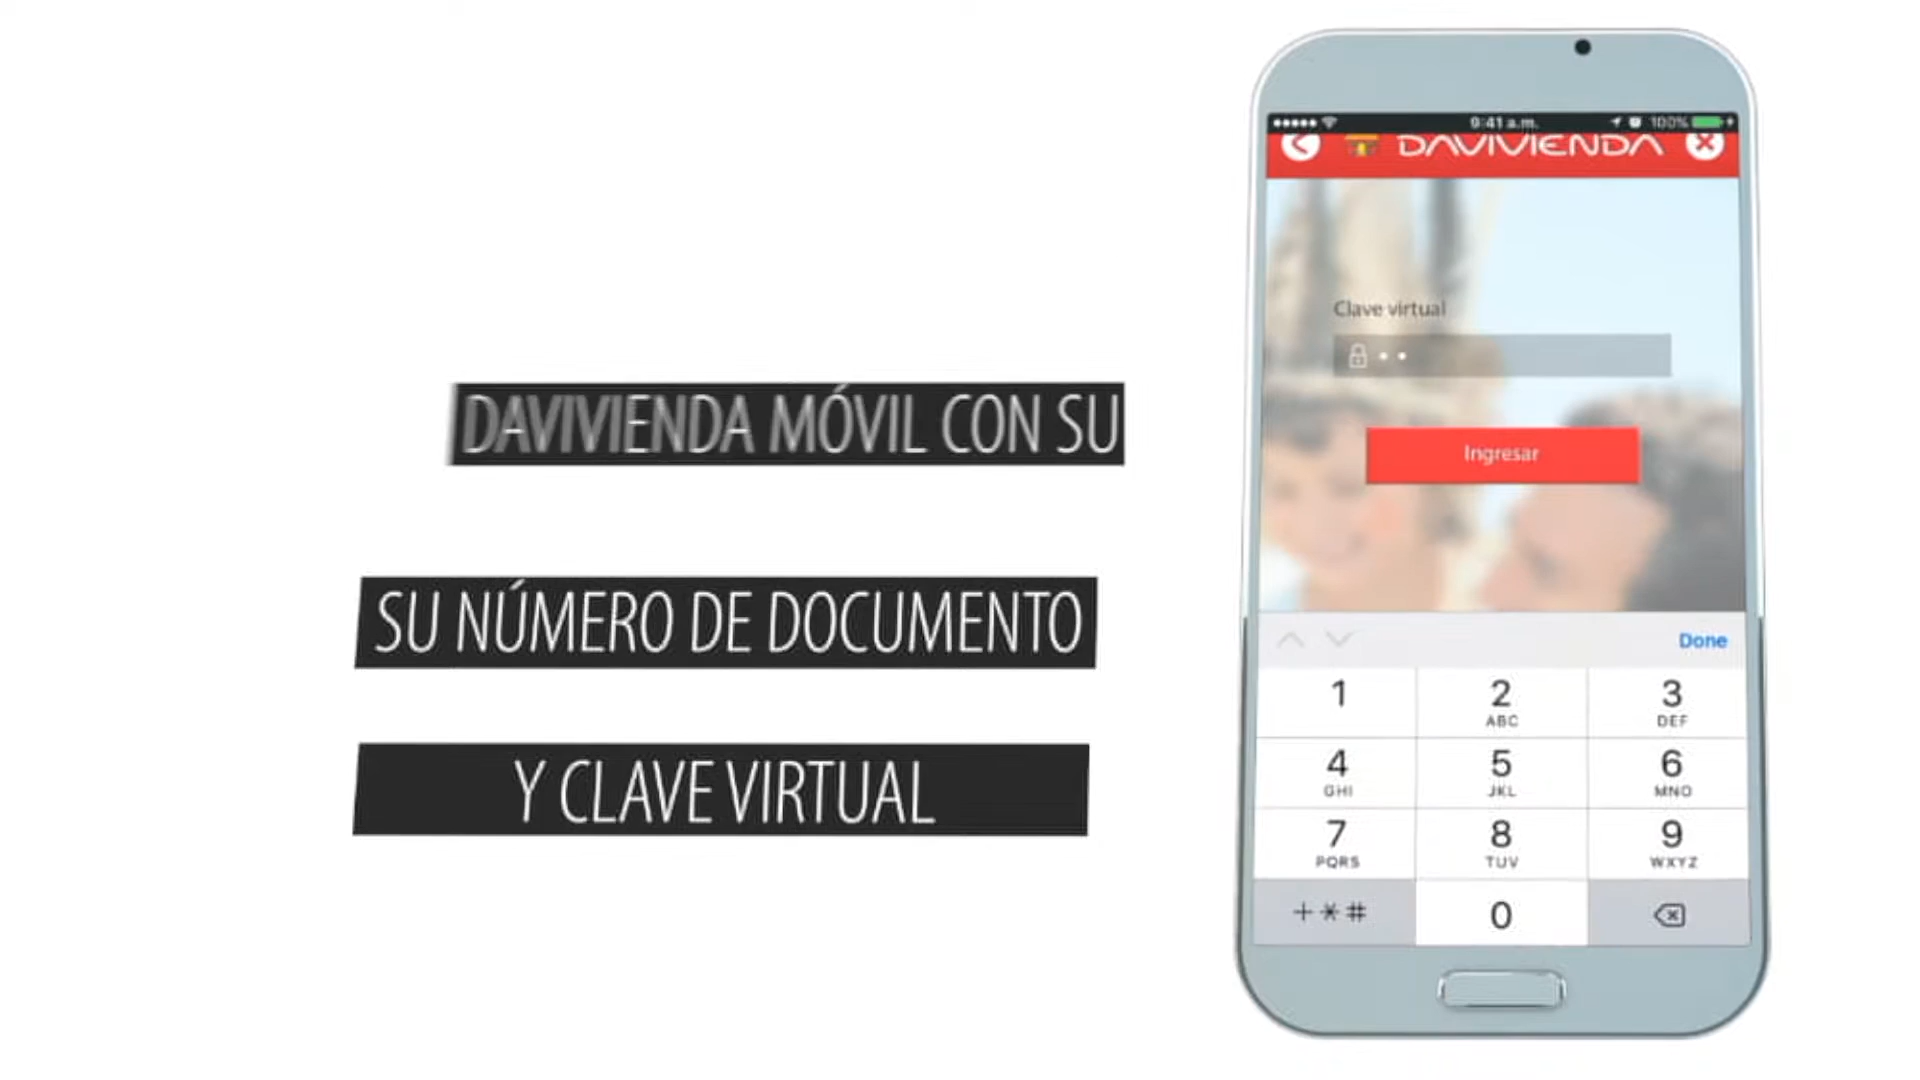 DAVIVIENDA MÓVIL CON SU
SU NÚMERO DE DOCUMENTO
Y CLAVE VIRTUAL
9:41 a.m.
100%
DAVIVIENDA
Clave virtual
Ingresar
Done
1
2
3
ABC
DEF
4
5
6
GHI
JKL
MNO
7
8
9
PQRS
TUV
WXYZ
+*#
0